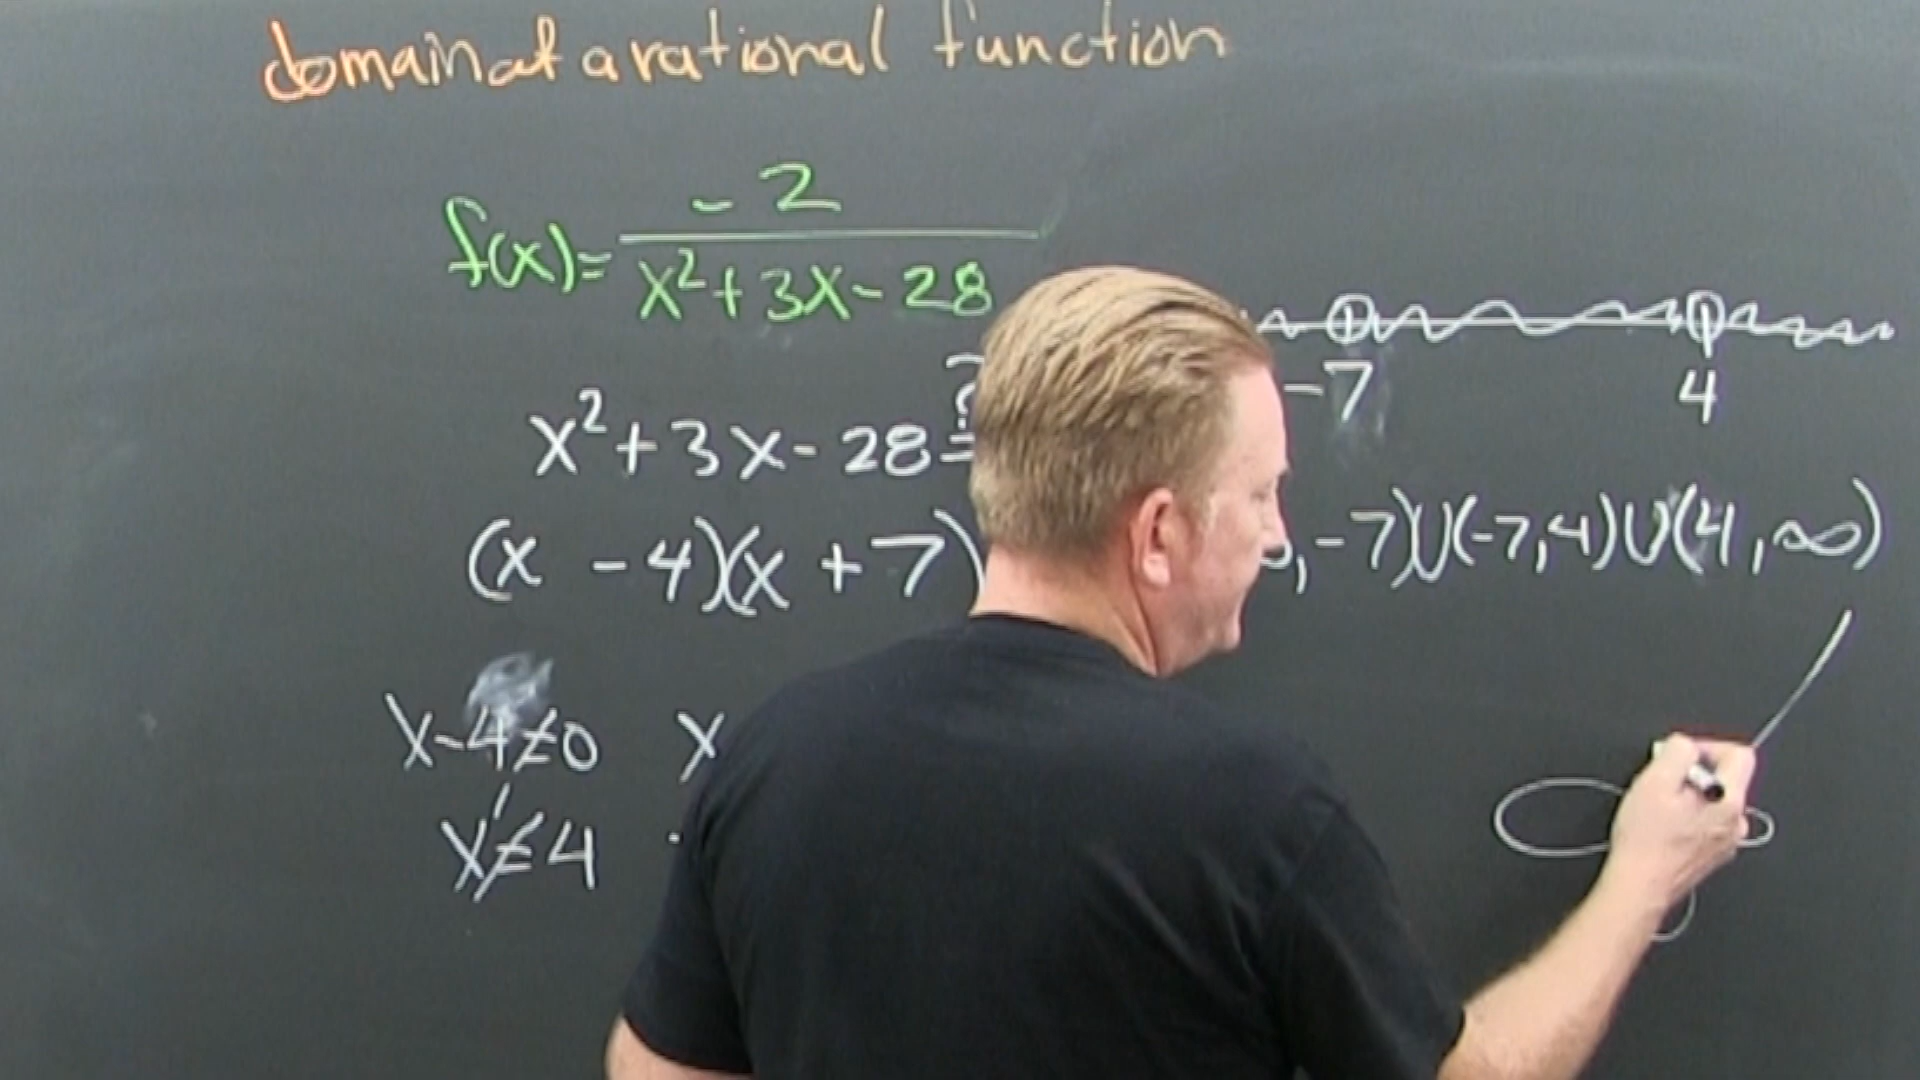 domain of a rational function
f(x)= -2
x²+3x-28
x²+3x-28=
?
(x -4)(x +7)
x-4≠0 x
x≠4
-7 4
, -7)U(-7,4)U(4,∞)